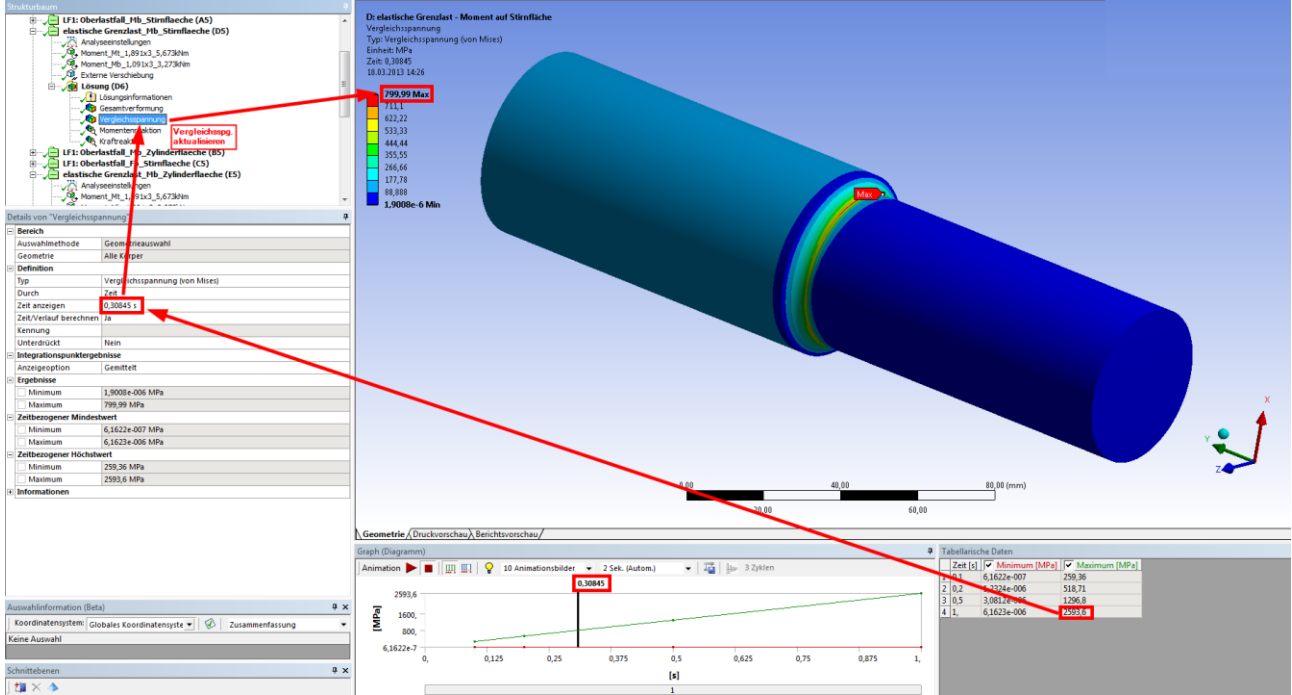 Strukturbaum
LF1: Oberlastfall_Mb_Stirnflaeche (A5)
elastische Grenzlast_Mb_Stirnflaeche (D5)
Analyseeinstellungen
Moment_Mt_1,891x3_5,673kNm
Moment_Mb_1,091x3_3,273kNm
Externe Verschiebung
Lösung (D6)
Lösungsinformationen
Gesamtverformung
Vergleichsspannung
Vergleichsspg. aktualisieren
LF1: Oberlastfall_Mb_Zylinderflaeche (B5)
LF1: Oberlastfall_Fb_Stirnflaeche (C5)
elastische Grenzlast_Mb_Zylinderflaeche (E5)
Analyseeinstellungen
Details von "Vergleichsspannung"
Bereich
Auswahlmethode Geometrieauswahl
Geometrie Alle Körper
Definition
Typ Vergleichsspannung (von Mises)
Durch Zeit
Zeit anzeigen 0,30845 s
Zeit/Verlauf berechnen Ja
Kennung
Unterdrückt Nein
Integrationspunktergebnisse
Anzeigeoption Gemittelt
Ergebnisse
Minimum 1,9008e-006 MPa
Maximum 799,99 MPa
Zeitbezogener Mindestwert
Minimum 6,1622e-007 MPa
Maximum 6,1623e-006 MPa
Zeitbezogener Höchstwert
Minimum 259,36 MPa
Maximum 2593,6 MPa
Informationen
Auswahlinformation (Beta)
Koordinatensystem: Globales Koordinatensyste Zusammenfassung
Keine Auswahl
Schnittebenen
D: elastische Grenzlast - Moment auf Stirnfläche
Vergleichsspannung
Typ: Vergleichsspannung (von Mises)
Einheit: MPa
Zeit: 0,30845
18.03.2013 14:26
799,99 Max
711,1
622,22
533,33
444,44
355,55
266,66
177,78
88,888
1,9008e-6 Min
Max
X
Y
Z
0,00 40,00 80,00 (mm)
20,00 60,00
Geometrie Druckvorschau Berichtsvorschau
Graph (Diagramm)
Animation 10 Animationsbilder 2 Sek. (Autom.) 3 Zyklen
0,30845
2593,6
1600,
800,
6,1622e-7
[MPa]
0, 0,125 0,25 0,375 0,5 0,625 0,75 0,875 1,
[s]
1
Tabellarische Daten
Zeit [s] Minimum [MPa] Maximum [MPa]
1 0,1 6,1622e-007 259,36
2 0,2 1,2324e-006 518,71
3 0,5 3,0812e-006 1296,8
4 1, 6,1623e-006 2593,6